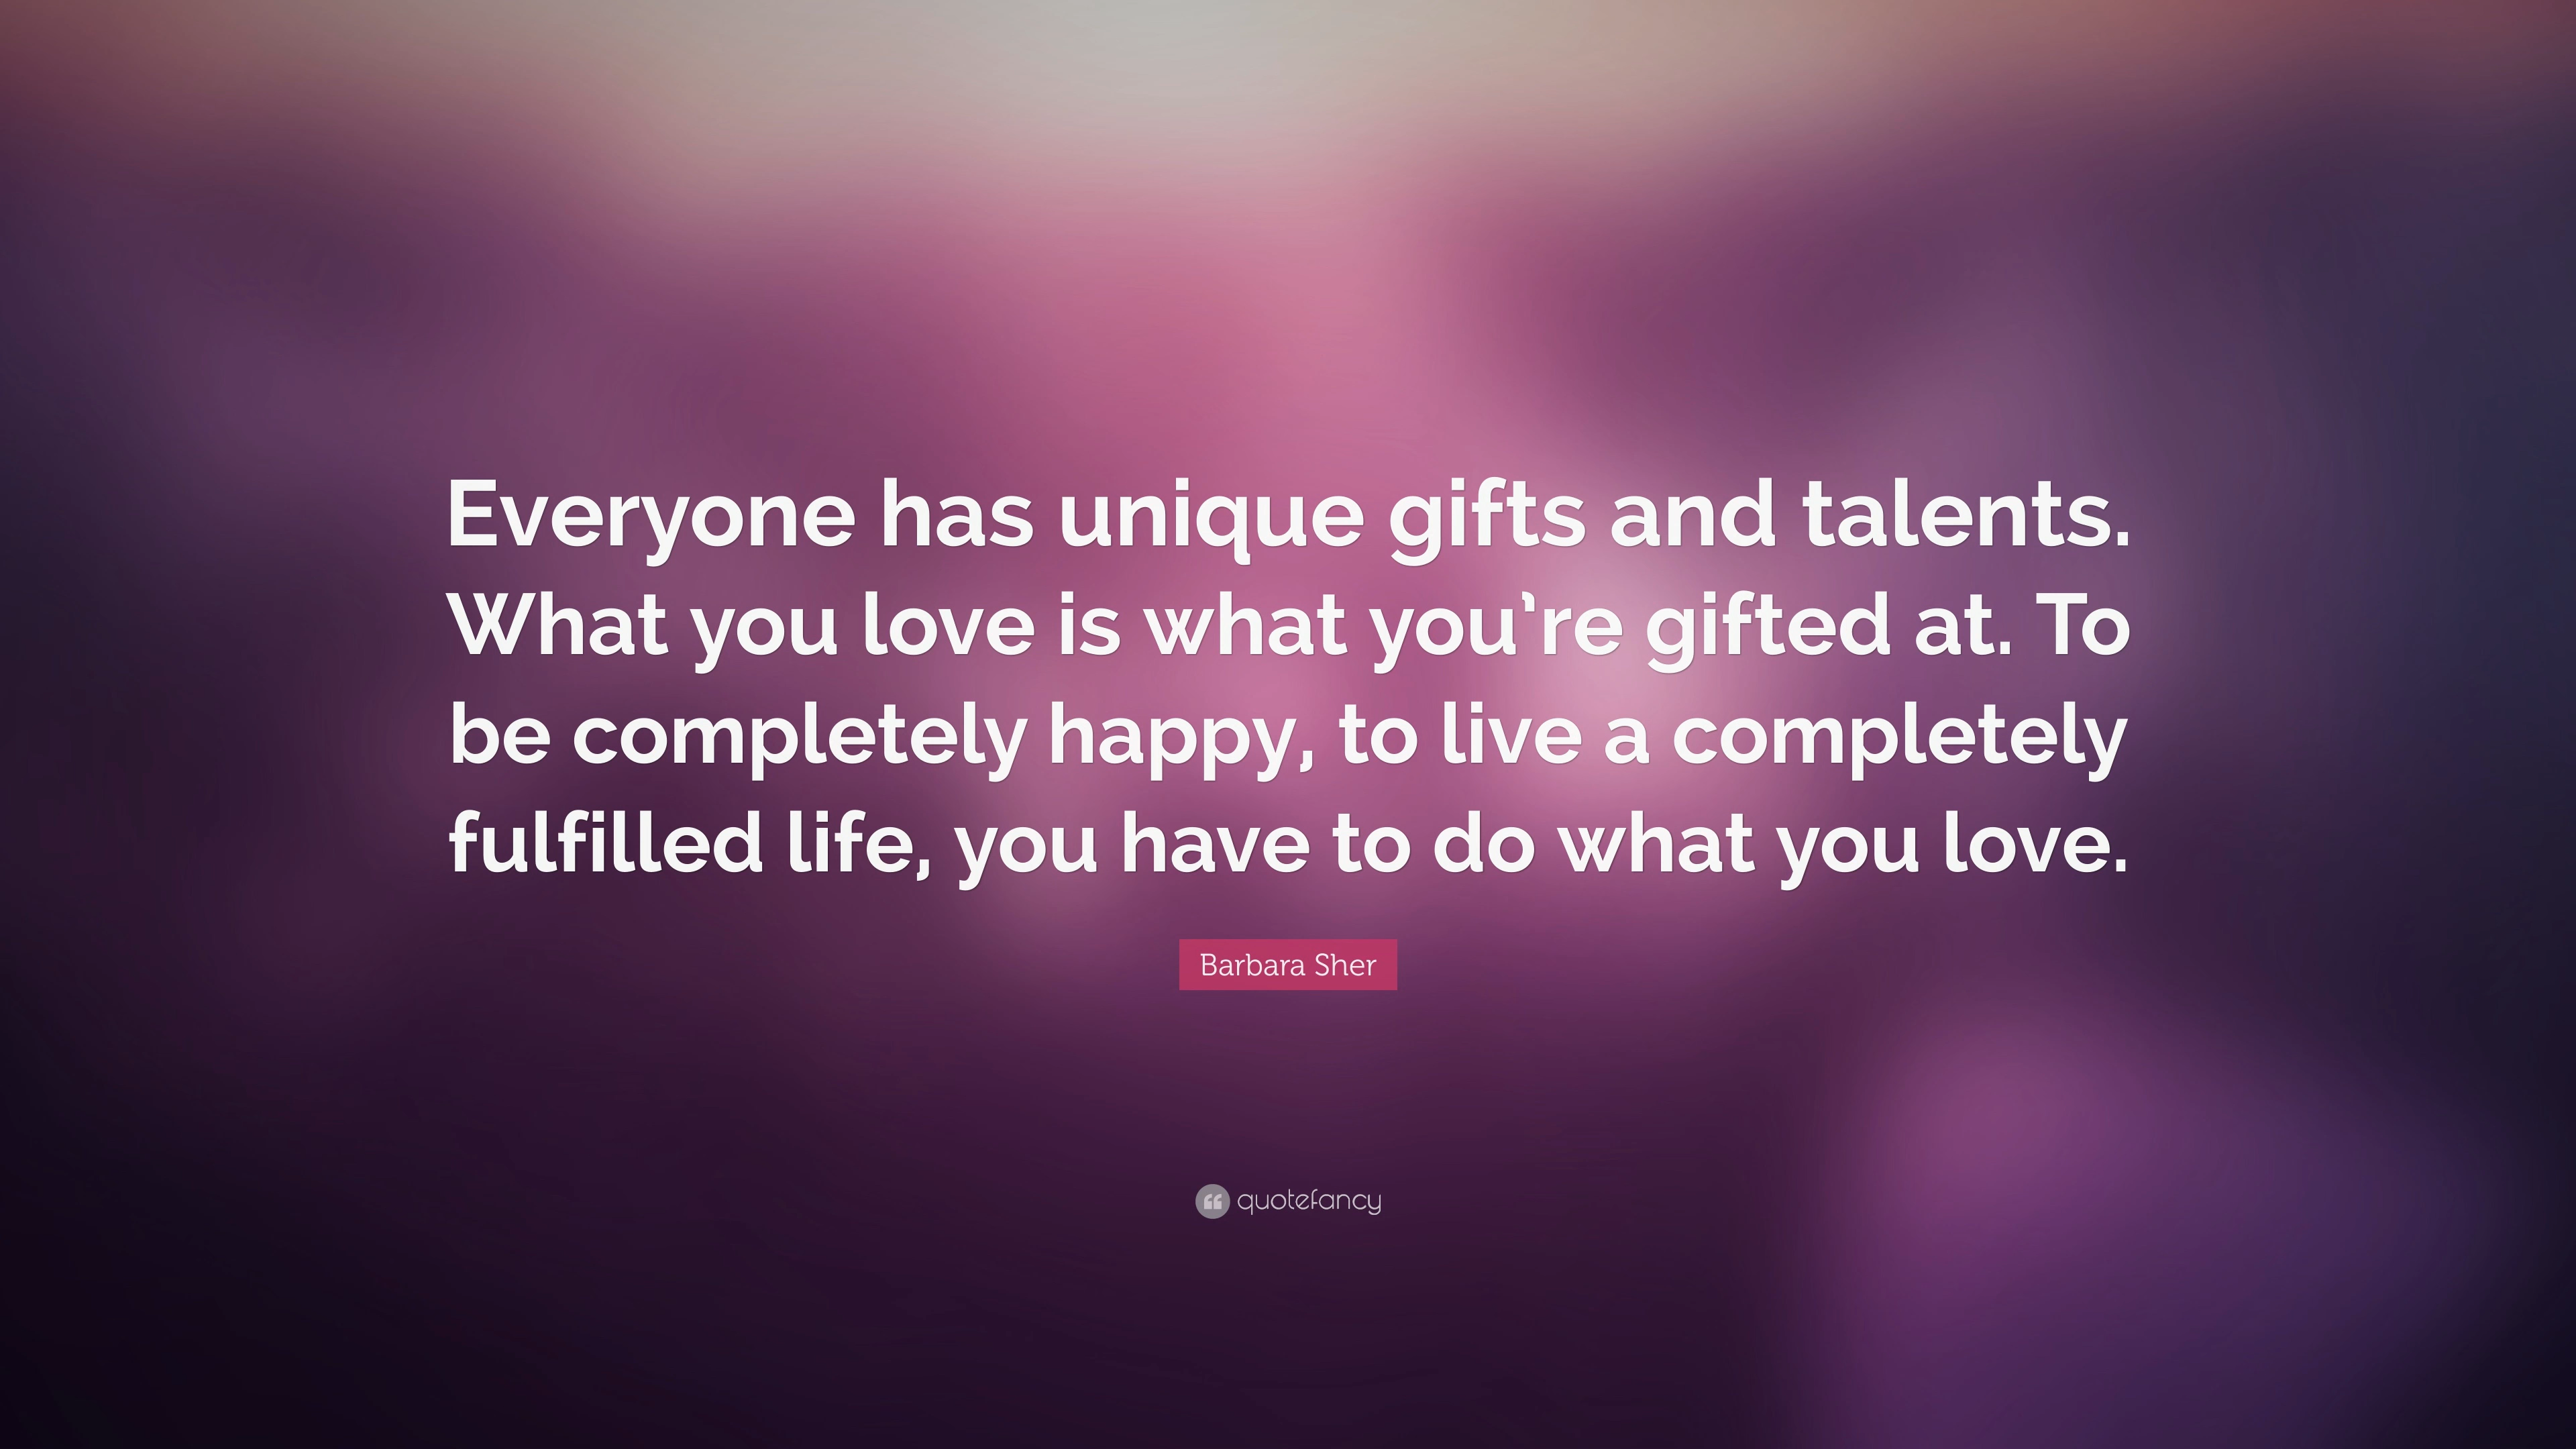 Everyone has unique gifts and talents.
What you love is what you’re gifted at. To
be completely happy, to live a completely
fulfilled life, you have to do what you love.
Barbara Sher
quotefancy